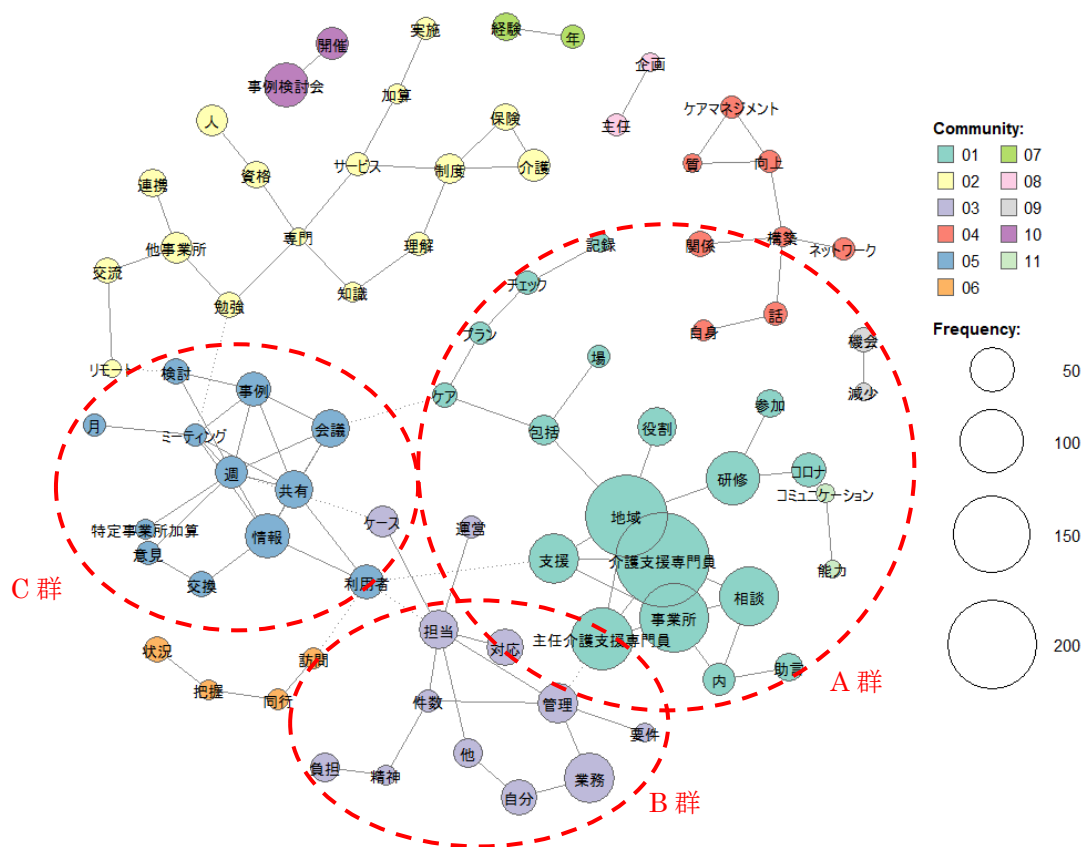 実施
経験
年
開催
事例検討会
加算
企画
主任
ケアマネジメント
人
保険
質
向上
連携
資格
サービス
制度
介護
他事業所
専門
理解
関係
構築
ネットワーク
記録
交流
勉強
知識
チェック
自身
話
プラン
機会
リモート
検討
場
減少
事例
ケア
参加
月
ミーティング
会議
包括
役割
週
共有
研修
コロナ
コミュニケーション
特定事業所加算
情報
ケース
運営
地域
意見
支援
介護支援専門員
能力
交換
利用者
相談
C 群
担当
事業所
主任介護支援専門員
状況
訪問
対応
内
助言
A 群
把握
同行
件数
管理
要件
負担
精神
他
業務
自分
B 群
Community:
01
02
03
04
05
06
07
08
09
10
11
Frequency:
50
100
150
200